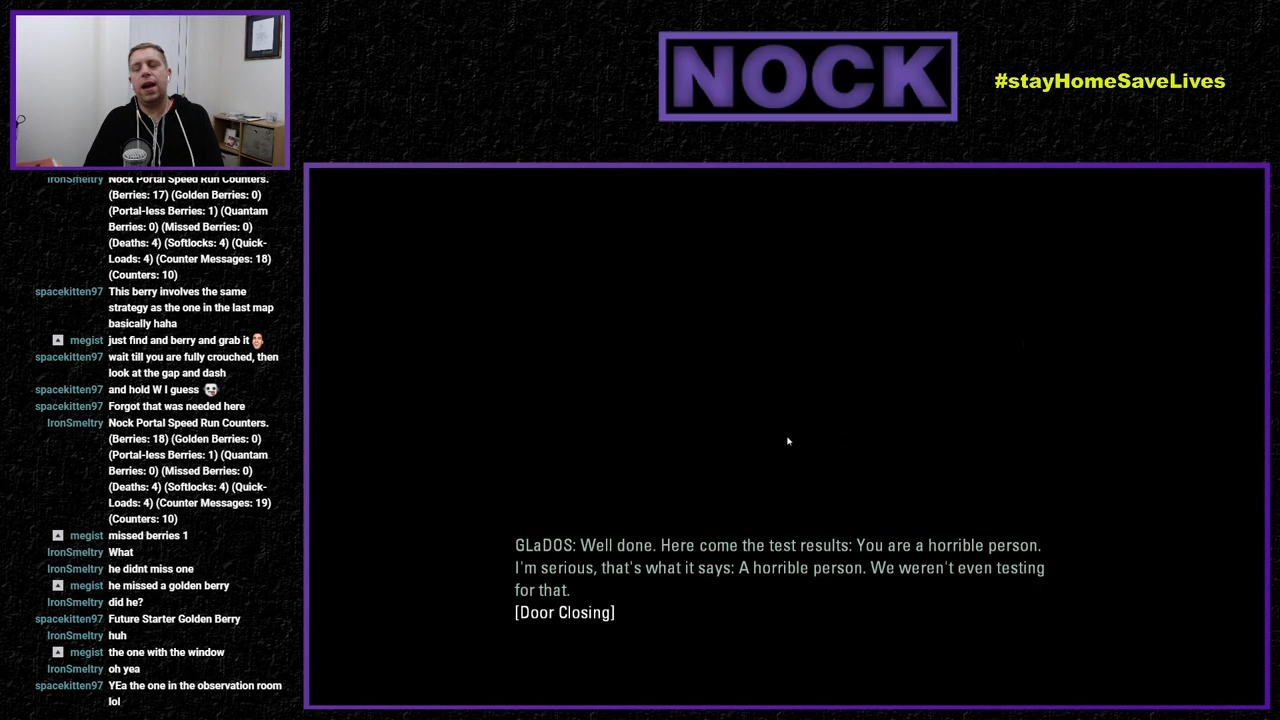 NOCK
#stayHomeSaveLives
IronSmeltry Nock Portal Speed Run Counters.
(Berries: 17) (Golden Berries: 0)
(Portal-less Berries: 1) (Quantam
Berries: 0) (Missed Berries: 0)
(Deaths: 4) (Softlocks: 4) (Quick-
Loads: 4) (Counter Messages: 18)
(Counters: 10)
spacekitten97 This berry involves the same
strategy as the one in the last map
basically haha
megist just find and berry and grab it
spacekitten97 wait till you are fully crouched, then
look at the gap and dash
spacekitten97 and hold W I guess
spacekitten97 Forgot that was needed here
IronSmeltry Nock Portal Speed Run Counters.
(Berries: 18) (Golden Berries: 0)
(Portal-less Berries: 1) (Quantam
Berries: 0) (Missed Berries: 0)
(Deaths: 4) (Softlocks: 4) (Quick-
Loads: 4) (Counter Messages: 19)
(Counters: 10)
megist missed berries 1
IronSmeltry What
IronSmeltry he didnt miss one
megist he missed a golden berry
IronSmeltry did he?
spacekitten97 Future Starter Golden Berry
IronSmeltry huh
megist the one with the window
IronSmeltry oh yea
spacekitten97 YEa the one in the observation room
lol
GLaDOS: Well done. Here come the test results: You are a horrible person.
I'm serious, that's what it says: A horrible person. We weren't even testing
for that.
[Door Closing]